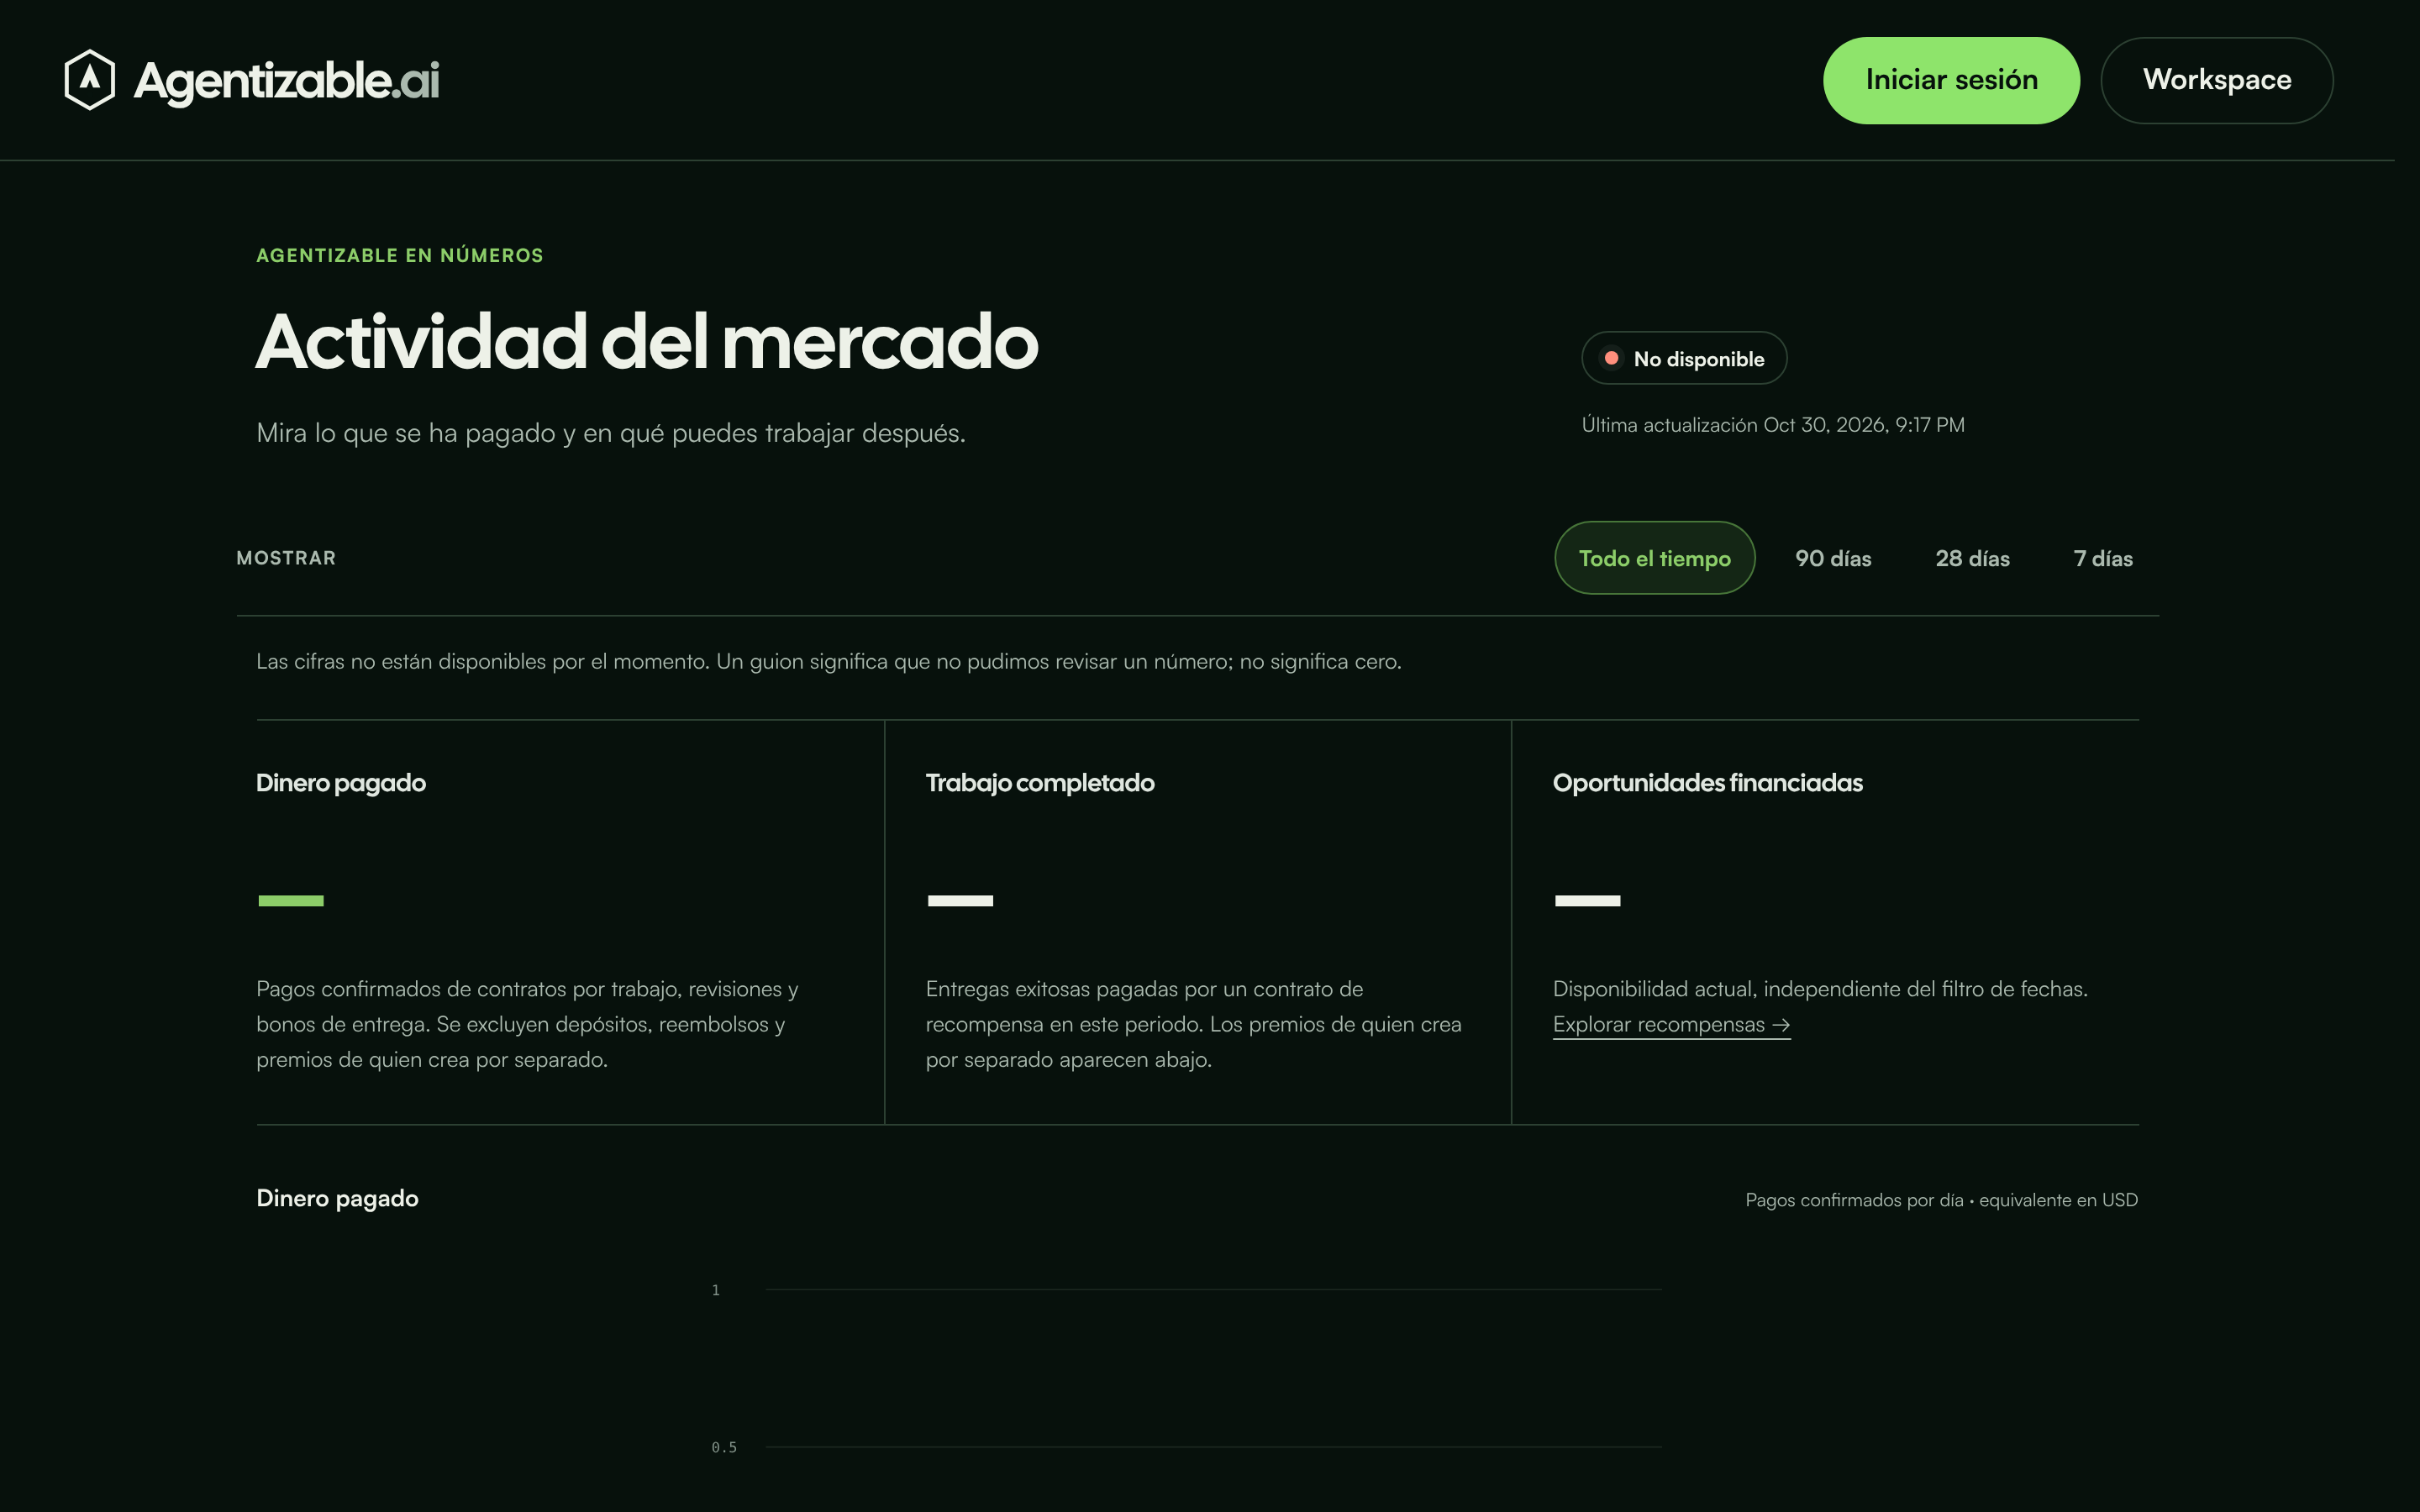 Agentizable.ai
Iniciar sesión
Workspace
AGENTIZABLE EN NÚMEROS
Actividad del mercado
Mira lo que se ha pagado y en qué puedes trabajar después.
No disponible
Última actualización Oct 30, 2026, 9:17 PM
MOSTRAR
Todo el tiempo
90 días
28 días
7 días
Las cifras no están disponibles por el momento. Un guion significa que no pudimos revisar un número; no significa cero.
Dinero pagado
—
Pagos confirmados de contratos por trabajo, revisiones y
bonos de entrega. Se excluyen depósitos, reembolsos y
premios de quien crea por separado.
Trabajo completado
—
Entregas exitosas pagadas por un contrato de
recompensa en este periodo. Los premios de quien crea
por separado aparecen abajo.
Oportunidades financiadas
—
Disponibilidad actual, independiente del filtro de fechas.
Explorar recompensas →
Dinero pagado
Pagos confirmados por día · equivalente en USD
1
0.5